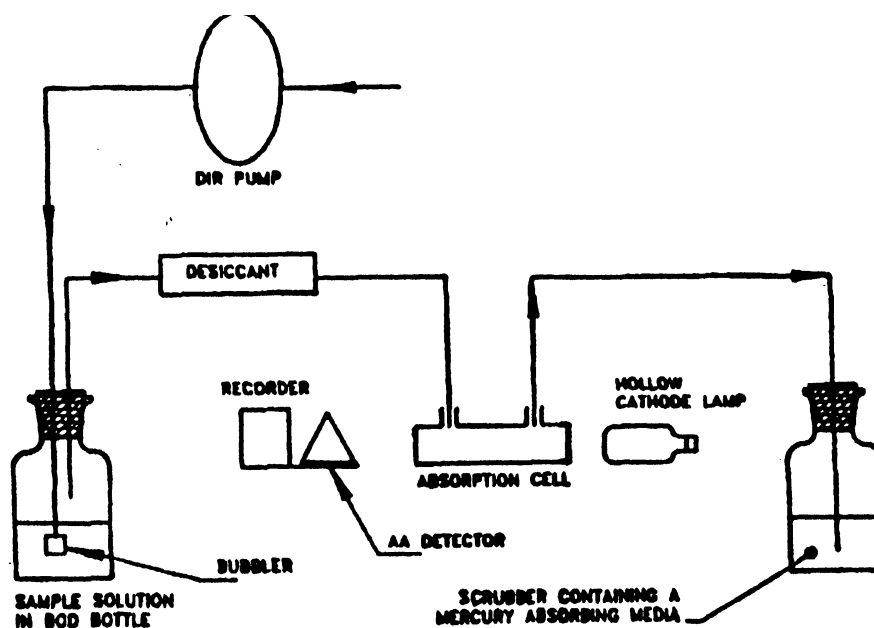 DIR PUMP
DESICCANT
RECORDER
HOLLOW
CATHODE LAMP
ABSORPTION CELL
AA DETECTOR
BUBBLER
SAMPLE SOLUTION
IN BOD BOTTLE
SCRUBBER CONTAINING A
MERCURY ABSORBING MEDIA